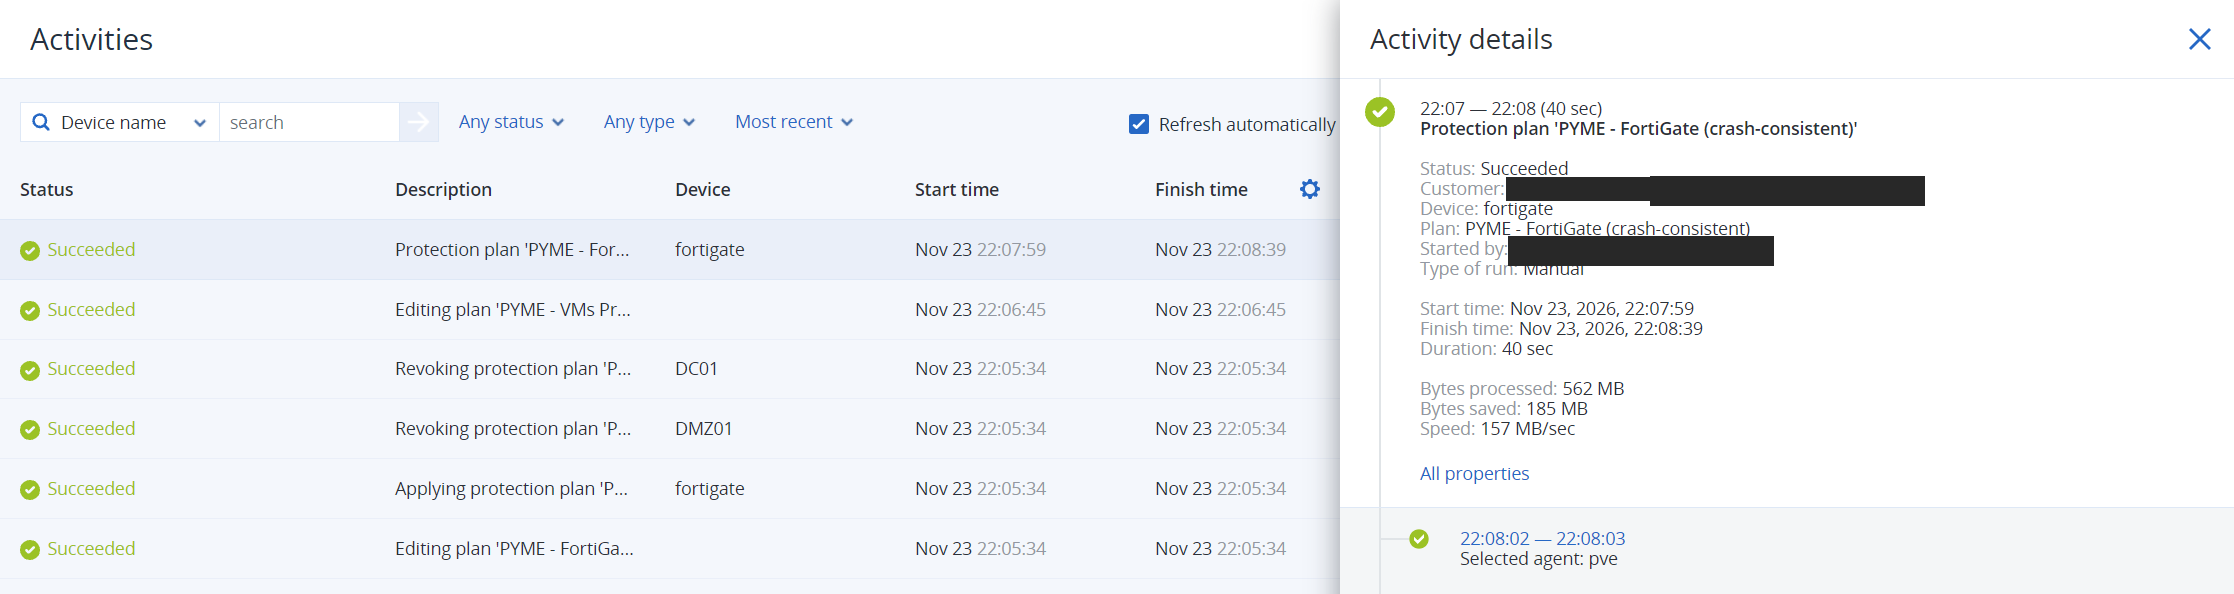 Activities
Device name search Any status Any type Most recent Refresh automatically
Status Description Device Start time Finish time
Succeeded Protection plan 'PYME - For... fortigate Nov 23 22:07:59 Nov 23 22:08:39
Succeeded Editing plan 'PYME - VMs Pr... Nov 23 22:06:45 Nov 23 22:06:45
Succeeded Revoking protection plan 'P... DC01 Nov 23 22:05:34 Nov 23 22:05:34
Succeeded Revoking protection plan 'P... DMZ01 Nov 23 22:05:34 Nov 23 22:05:34
Succeeded Applying protection plan 'P... fortigate Nov 23 22:05:34 Nov 23 22:05:34
Succeeded Editing plan 'PYME - FortiGa... Nov 23 22:05:34 Nov 23 22:05:34
Activity details
22:07 — 22:08 (40 sec)
Protection plan 'PYME - FortiGate (crash-consistent)'
Status: Succeeded
Customer:
Device: fortigate
Plan: PYME - FortiGate (crash-consistent)
Started by:
Type of run: Manual
Start time: Nov 23, 2026, 22:07:59
Finish time: Nov 23, 2026, 22:08:39
Duration: 40 sec
Bytes processed: 562 MB
Bytes saved: 185 MB
Speed: 157 MB/sec
All properties
22:08:02 — 22:08:03
Selected agent: pve